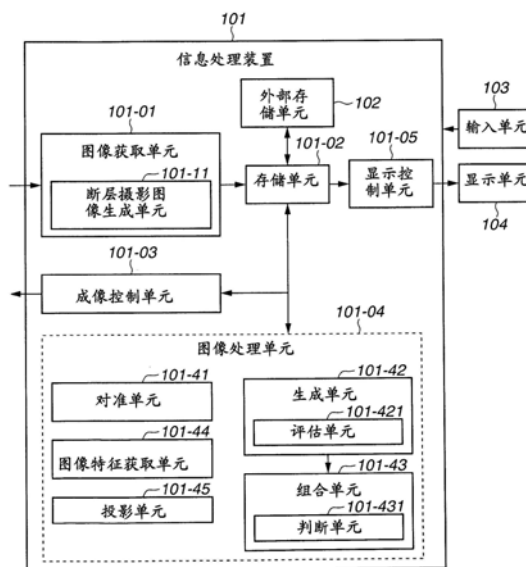 101
信息处理装置
外部存
储单元
102
103
输入单元
101-01
图像获取单元
101-11
断层摄影图
像生成单元
101-02
存储单元
101-05
显示控
制单元
显示单元
104
101-03
成像控制单元
101-04
图像处理单元
101-41
对准单元
101-44
图像特征获取单元
101-45
投影单元
101-42
生成单元
101-421
评估单元
101-43
组合单元
101-431
判断单元